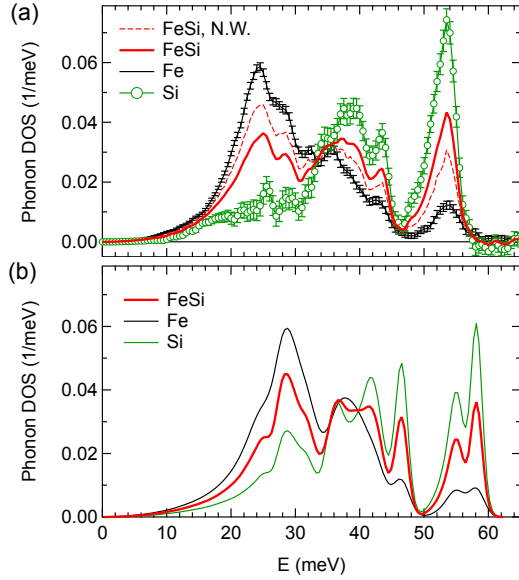 (a)
FeSi, N.W.
FeSi
Fe
Si
Phonon DOS (1/meV)
0.06
0.04
0.02
0.00
(b)
FeSi
Fe
Si
Phonon DOS (1/meV)
0.06
0.04
0.02
0.00
0 10 20 30 40 50 60
E (meV)